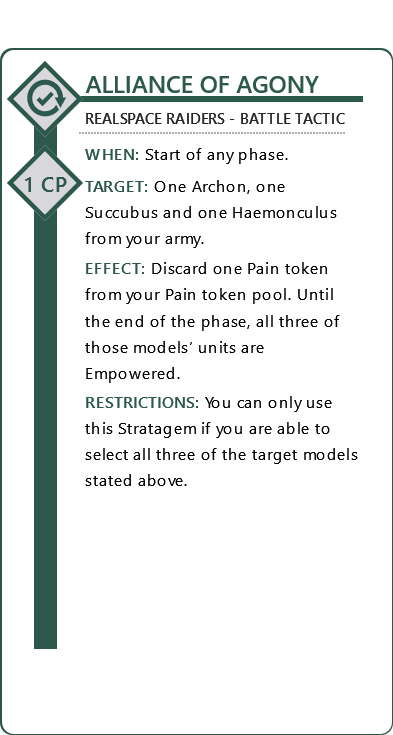 ALLIANCE OF AGONY
REALSPACE RAIDERS - BATTLE TACTIC
WHEN: Start of any phase.
1 CP
TARGET: One Archon, one
Succubus and one Haemonculus
from your army.
EFFECT: Discard one Pain token
from your Pain token pool. Until
the end of the phase, all three of
those models’ units are
Empowered.
RESTRICTIONS: You can only use
this Stratagem if you are able to
select all three of the target models
stated above.